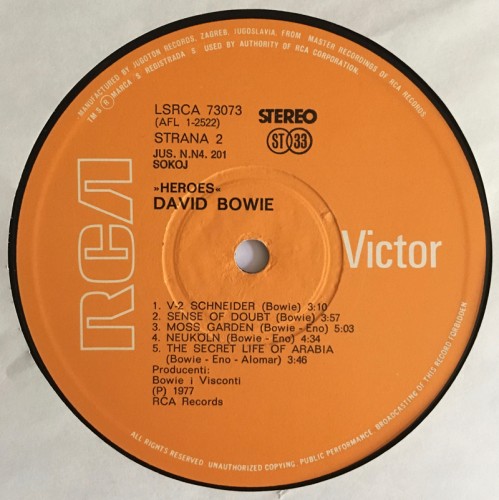 MANUFACTURED BY JUGOTON RECORDS, ZAGREB, JUGOSLAVIA, FROM MASTER RECORDINGS OF RCA RECORDS
TMS ® MARCA S REGISTRADA S USED BY AUTHORITY OF RCA CORPORATION
LSRCA 73073
(AFL 1-2522)
STRANA 2
JUS. N.N4. 201
SOKOJ
STEREO
ST 33
»HEROES«
DAVID BOWIE
RCA
Victor
1. V-2 SCHNEIDER (Bowie) 3:10
2. SENSE OF DOUBT (Bowie) 3:57
3. MOSS GARDEN (Bowie - Eno) 5:03
4. NEUKOLN (Bowie - Eno) 4:34
5. THE SECRET LIFE OF ARABIA
(Bowie - Eno - Alomar) 3:46
Producenti:
Bowie i Visconti
(P) 1977
RCA Records
ALL RIGHTS RESERVED. UNAUTHORIZED COPYING PUBLIC PERFORMANCE, BROADCASTING OF THIS RECORD FORBIDDEN